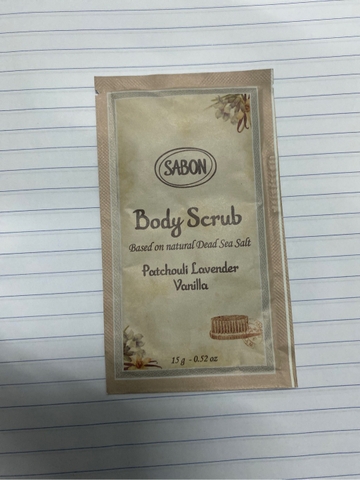 SABON
Body Scrub
Based on natural Dead Sea Salt
Patchouli Lavender
Vanilla
15 g - 0.52 oz